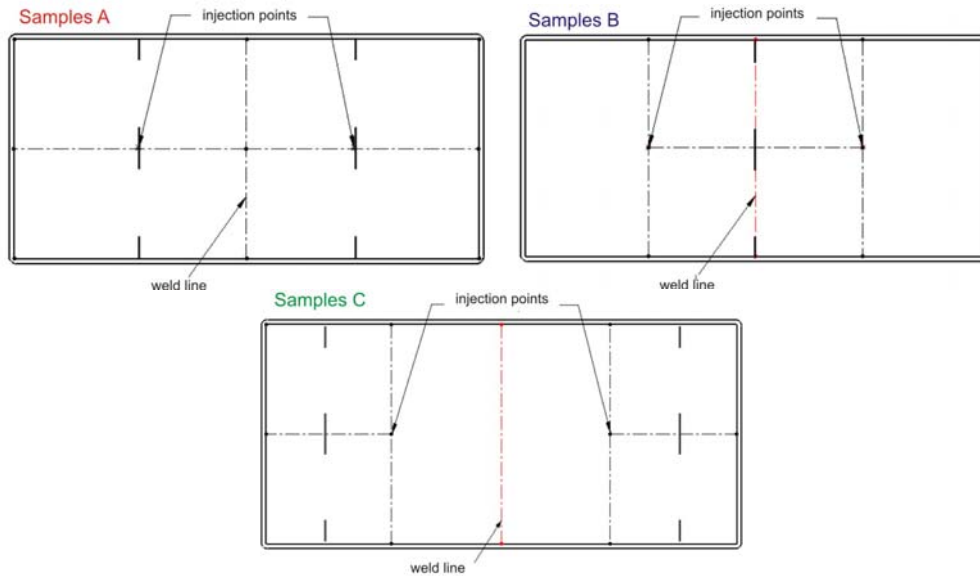 Samples A
injection points
weld line
Samples B
injection points
weld line
Samples C
injection points
weld line